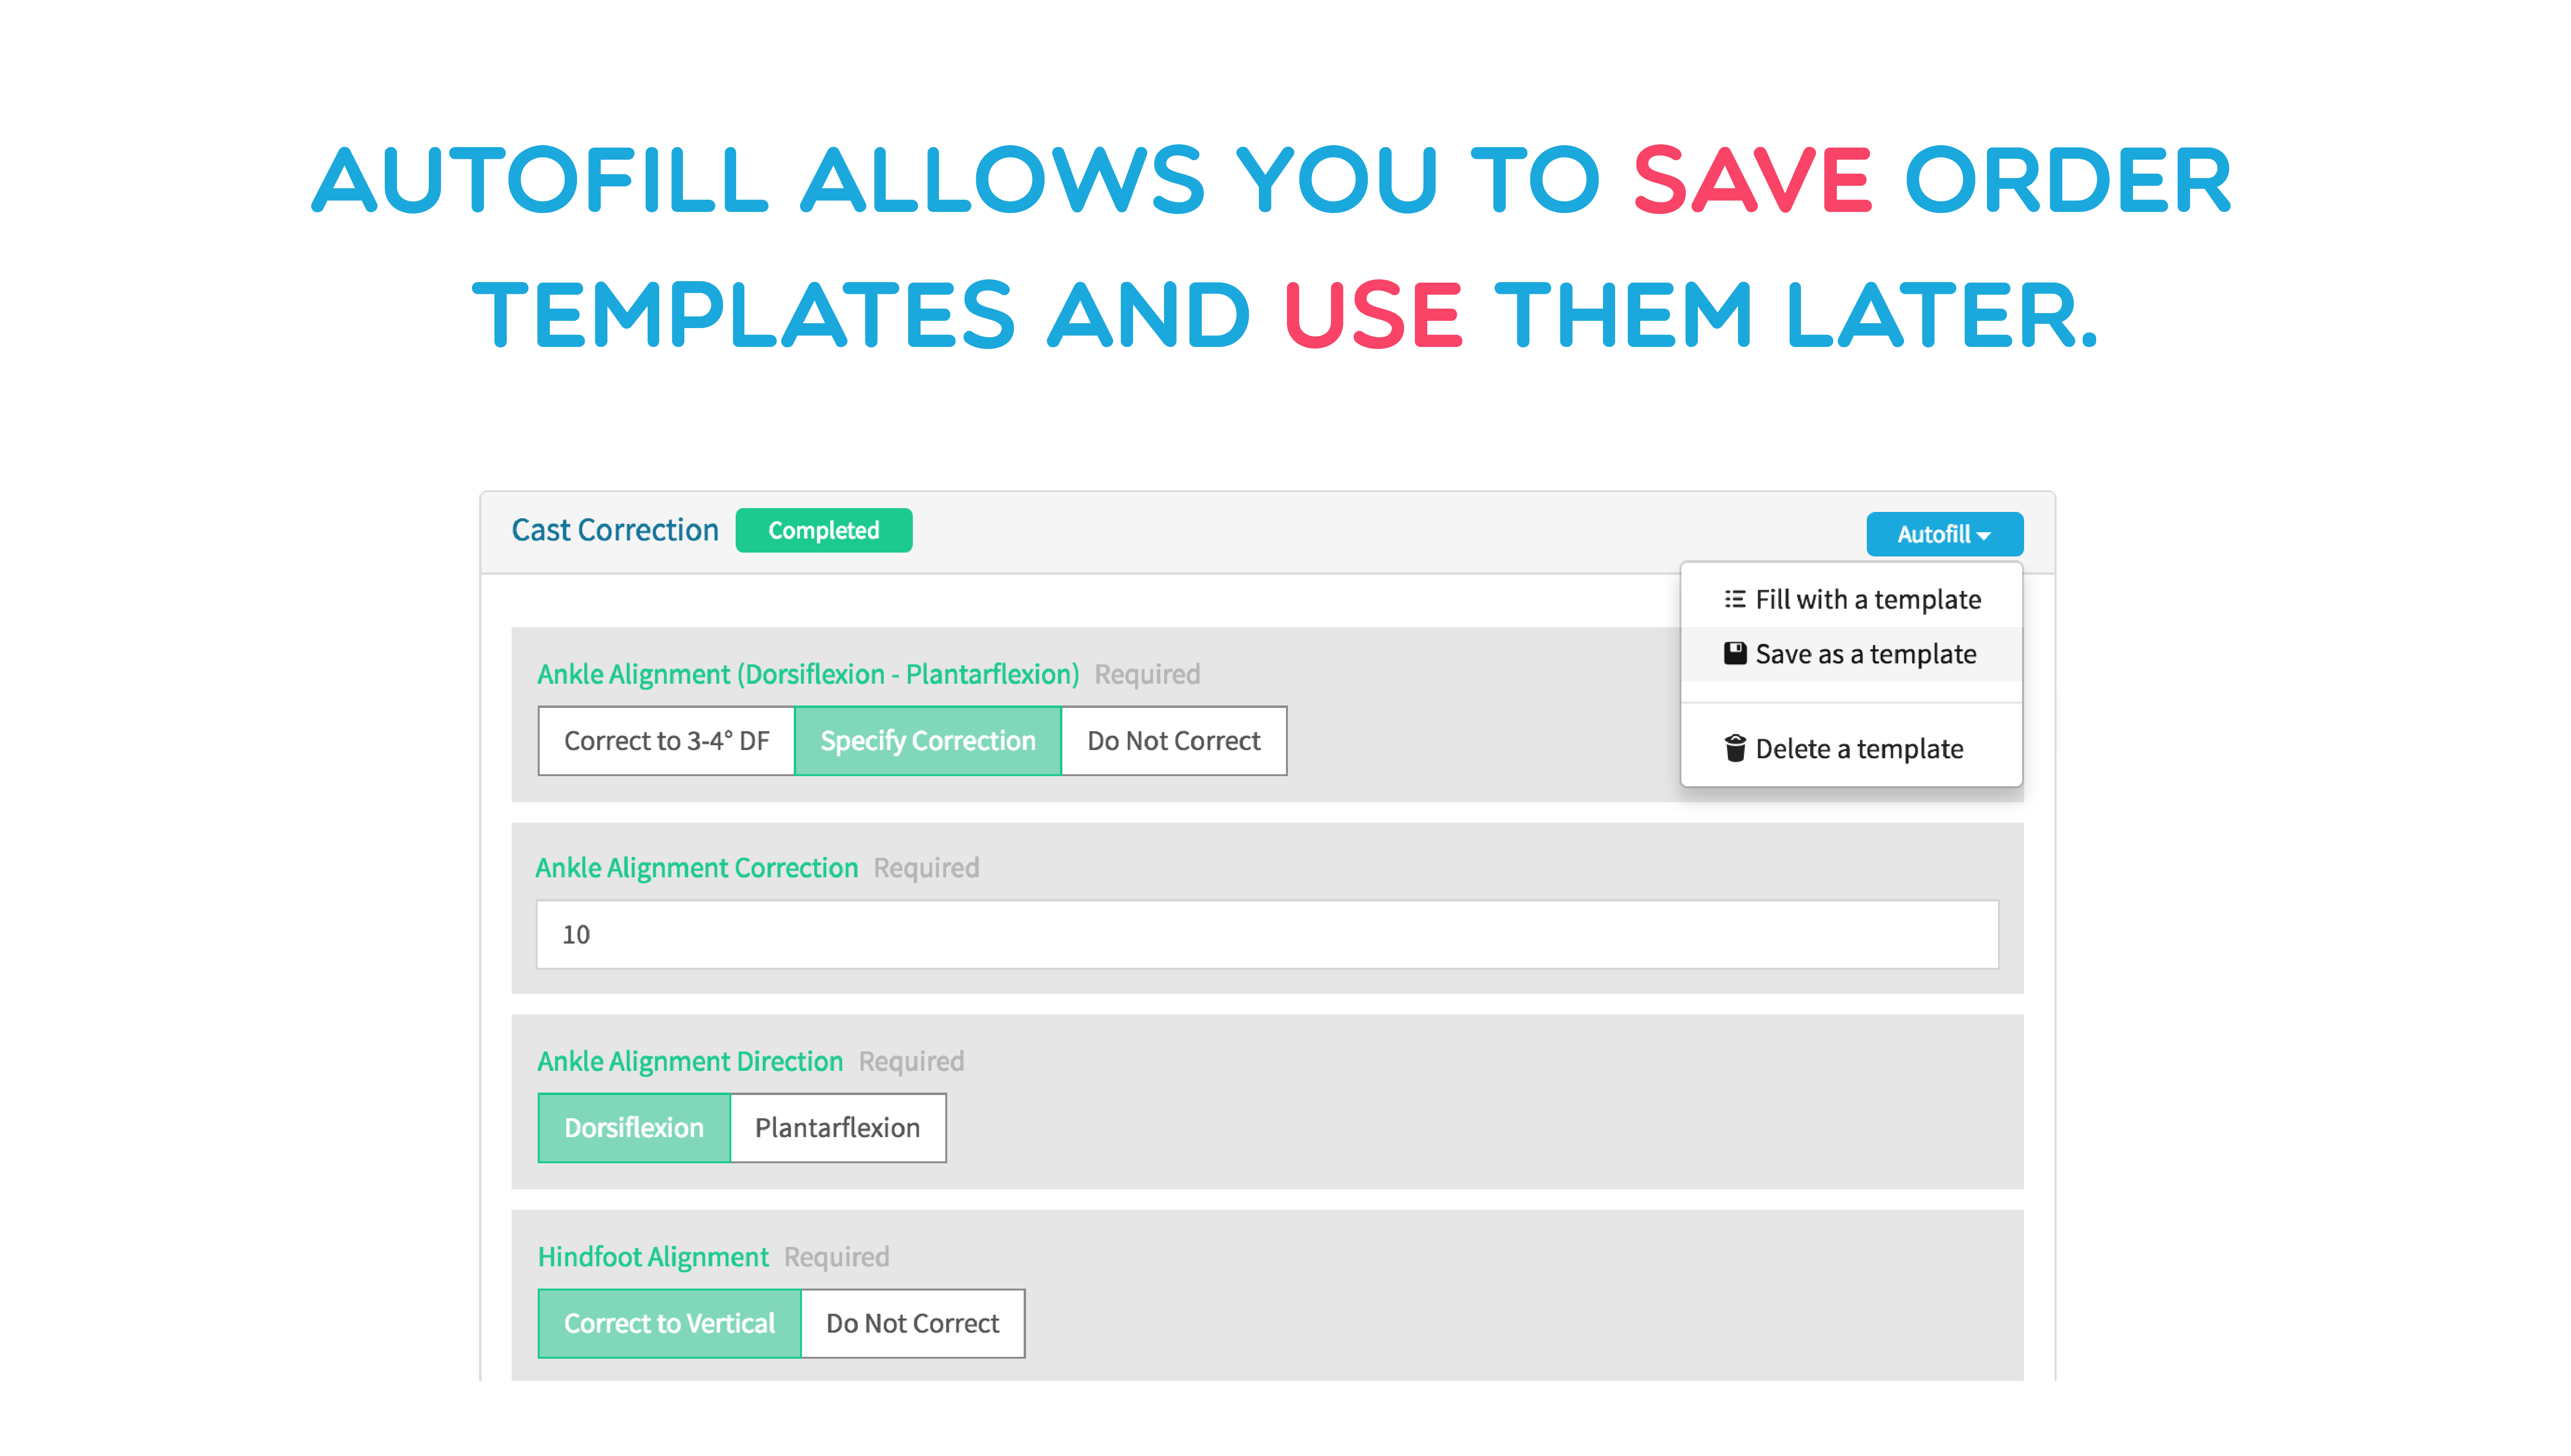 AUTOFILL ALLOWS YOU TO SAVE ORDER
TEMPLATES AND USE THEM LATER.
Cast Correction Completed Autofill
Fill with a template
Save as a template
Delete a template
Ankle Alignment (Dorsiflexion - Plantarflexion) Required
Correct to 3-4° DF Specify Correction Do Not Correct
Ankle Alignment Correction Required
10
Ankle Alignment Direction Required
Dorsiflexion Plantarflexion
Hindfoot Alignment Required
Correct to Vertical Do Not Correct